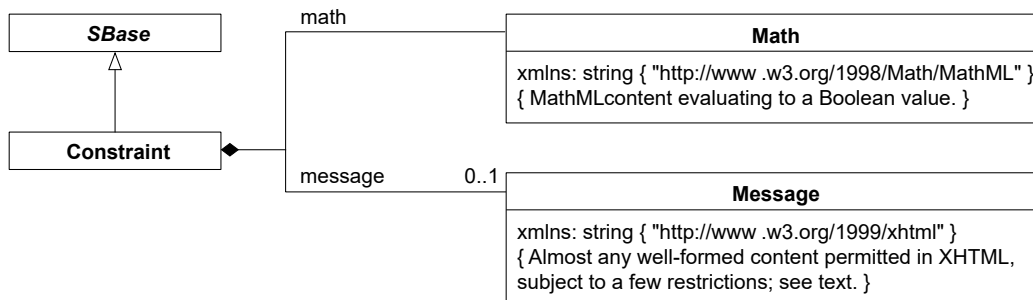 math
SBase
Math
xmlns: string { "http://www .w3.org/1998/Math/MathML" }
{ MathMLcontent evaluating to a Boolean value. }
Constraint
message 0..1
Message
xmlns: string { "http://www .w3.org/1999/xhtml" }
{ Almost any well-formed content permitted in XHTML,
subject to a few restrictions; see text. }